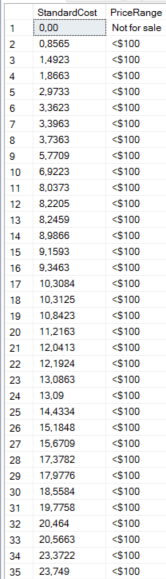 StandardCost PriceRange
1 0,00 Not for sale
2 0,8565 <$100
3 1,4923 <$100
4 1,8663 <$100
5 2,9733 <$100
6 3,3623 <$100
7 3,3963 <$100
8 3,7363 <$100
9 5,7709 <$100
10 6,9223 <$100
11 8,0373 <$100
12 8,2205 <$100
13 8,2459 <$100
14 8,9866 <$100
15 9,1593 <$100
16 9,3463 <$100
17 10,3084 <$100
18 10,3125 <$100
19 10,8423 <$100
20 11,2163 <$100
21 12,0413 <$100
22 12,1924 <$100
23 13,0863 <$100
24 13,09 <$100
25 14,4334 <$100
26 15,1848 <$100
27 15,6709 <$100
28 17,3782 <$100
29 17,9776 <$100
30 18,5584 <$100
31 19,7758 <$100
32 20,464 <$100
33 20,5663 <$100
34 23,3722 <$100
35 23,749 <$100